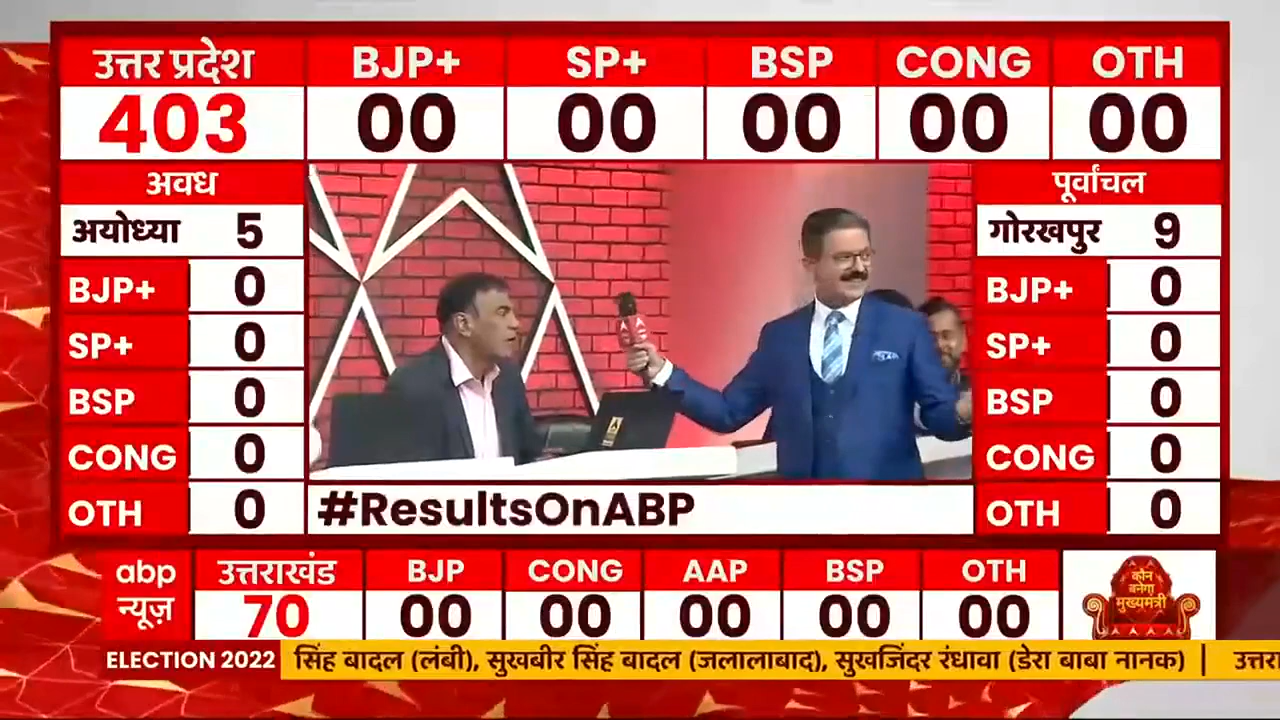 उत्तर प्रदेश BJP+ SP+ BSP CONG OTH
403 00 00 00 00 00
अवध
अयोध्या 5
BJP+ 0
SP+ 0
BSP 0
CONG 0
OTH 0
पूर्वांचल
गोरखपुर 9
BJP+ 0
SP+ 0
BSP 0
CONG 0
OTH 0
#ResultsOnABP
abp न्यूज़
उत्तराखंड BJP CONG AAP BSP OTH
70 00 00 00 00 00
कौन
बनेगा
मुख्यमंत्री
ELECTION 2022 सिंह बादल (लंबी), सुखबीर सिंह बादल (जलालाबाद), सुखजिंदर रंधावा (डेरा बाबा नानक) | उत्तरा